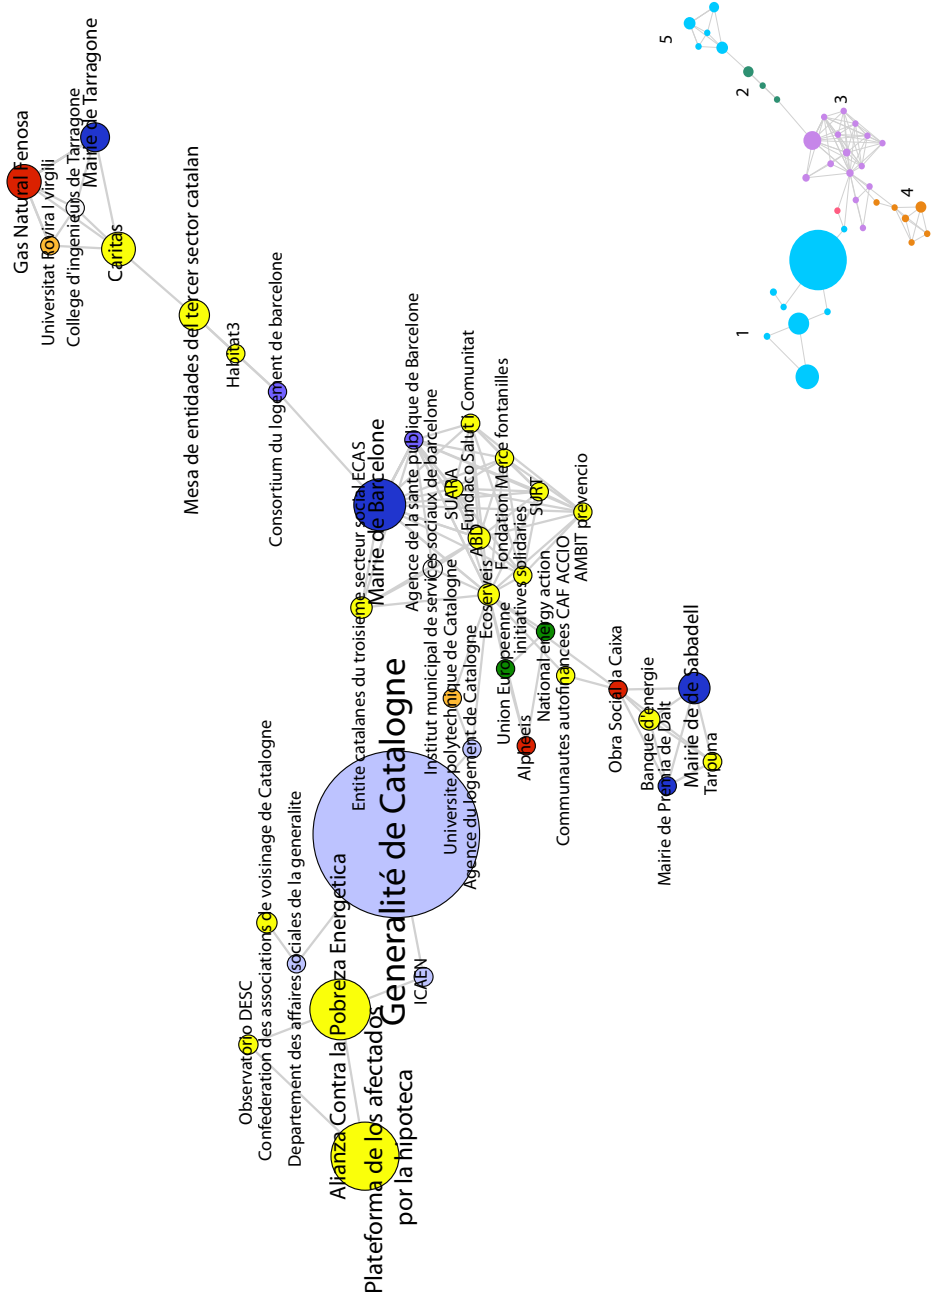 Gas Natural Fenosa
Universitat Rovira I virgili
College d'ingenieurs de Tarragone
Mairie de Tarragone
Caritas
Mesa de entidades del tercer sector catalan
Habitat3
Consortium du logement de barcelone
Entite catalanes du troisieme secteur social ECAS
Mairie de Barcelone
Agence de la sante publique de Barcelone
Institut municipal de services sociaux de barcelone
SUARA
Fundaco Salut i Comunitat
ABD
Fondation Merce fontanilles
SURT
AMBIT prevencio
Ecoserveis
initiatives solidaries
Universite polytechnique de Catalogne
Agence du logement de Catalogne
Union Europeenne
National energy action
Communautes autofinancees CAF ACCIO
Alpheeis
Obra Social la Caixa
Banque d'energie
Mairie de Premia de Dalt
Mairie de de Sabadell
Tarpuna
Generalité de Catalogne
ICAEN
Observatorio DESC
Confederation des associations de voisinage de Catalogne
Departement des affaires sociales de la generalite
Alianza Contra la Pobreza Energética
Plateforma de los afectados
por la hipoteca
1
2
3
4
5